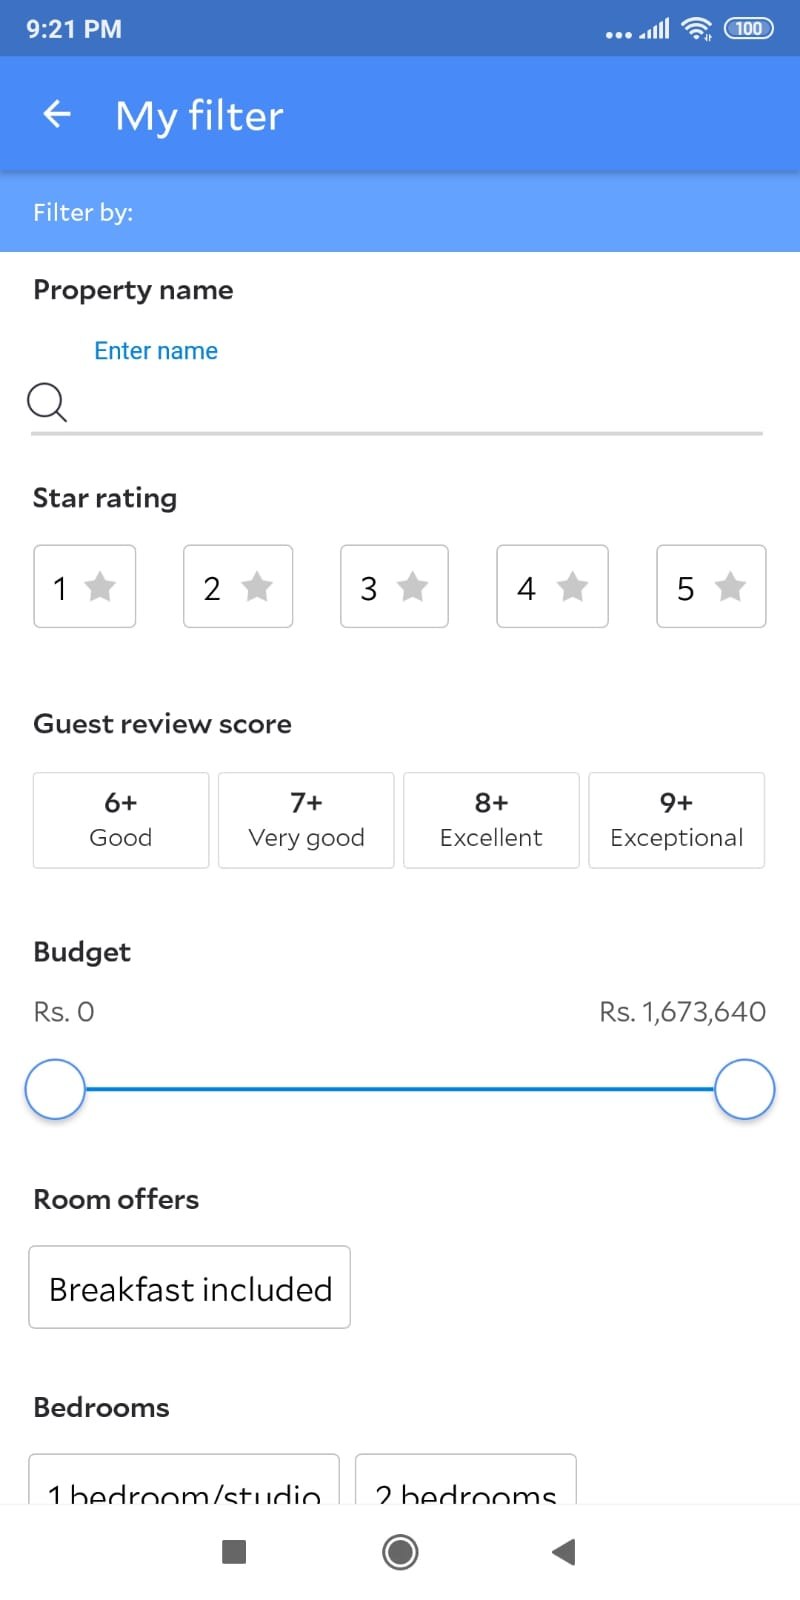 9:21 PM
100
My filter
Filter by:
Property name
Enter name
Star rating
1 2 3 4 5
Guest review score
6+ 7+ 8+ 9+
Good Very good Excellent Exceptional
Budget
Rs. 0 Rs. 1,673,640
Room offers
Breakfast included
Bedrooms
1 bedroom/studio 2 bedrooms